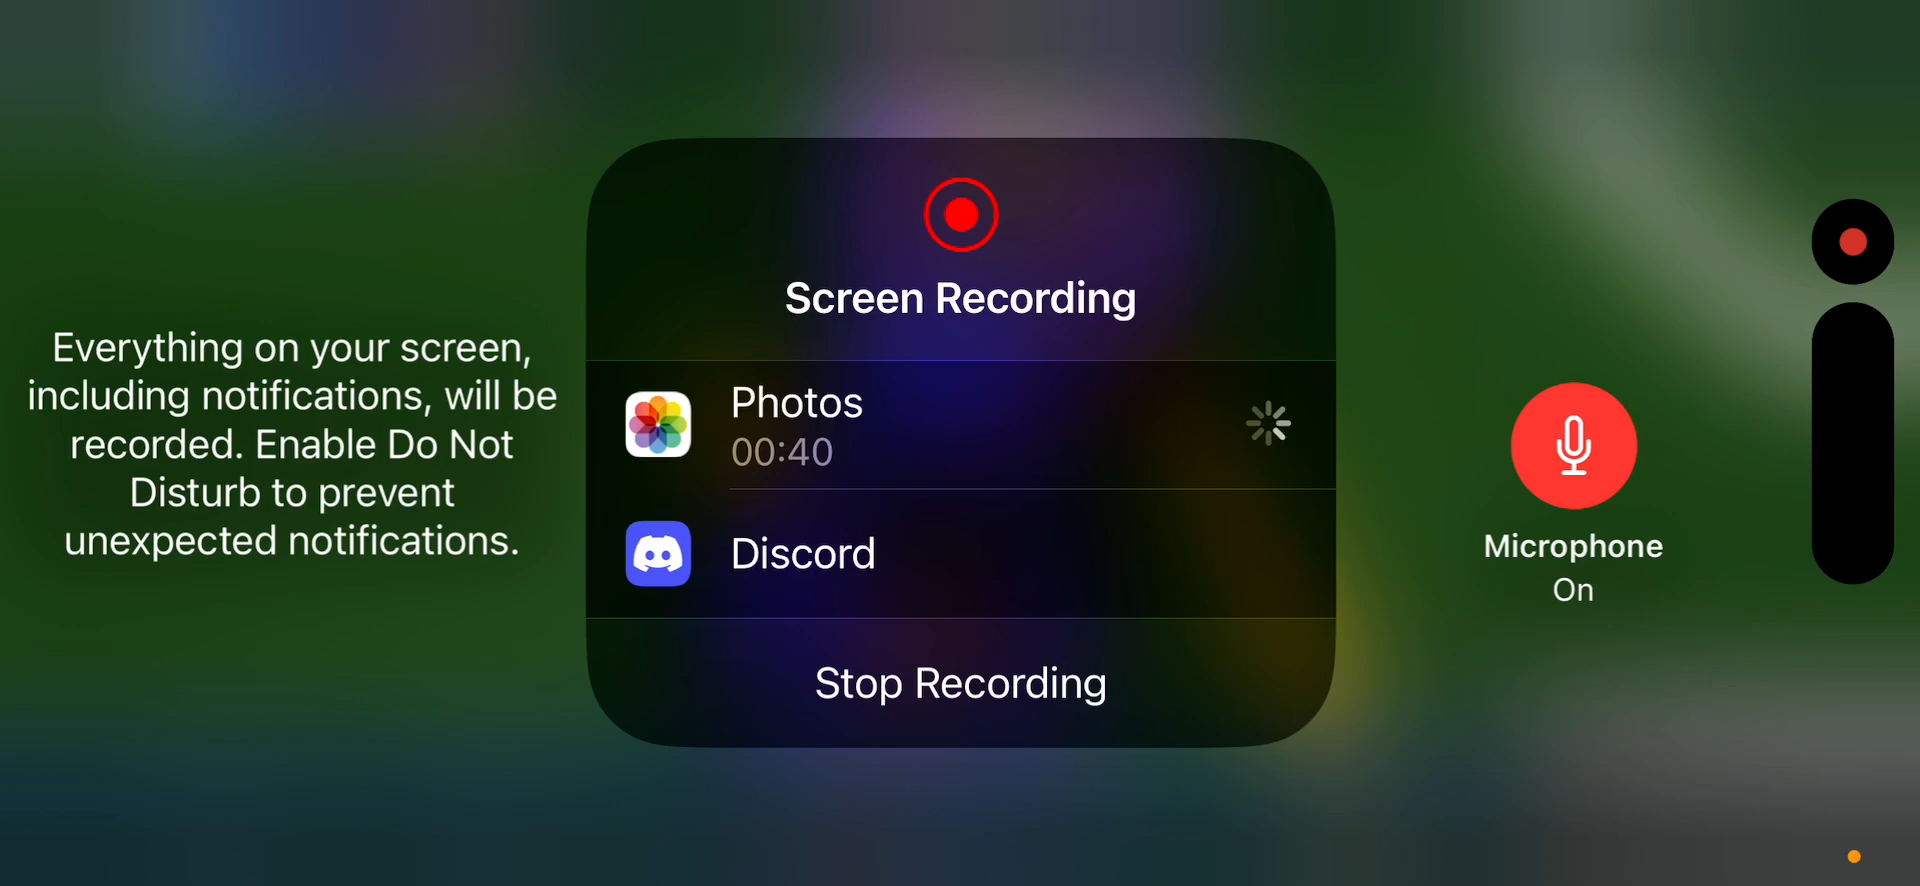 Everything on your screen,
including notifications, will be
recorded. Enable Do Not
Disturb to prevent
unexpected notifications.
Screen Recording
Photos
00:40
Discord
Stop Recording
Microphone
On